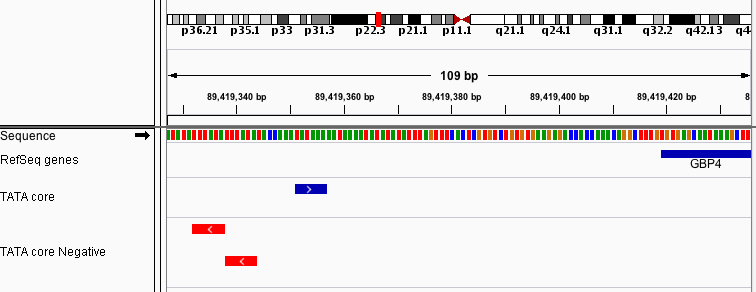 p36.21 p35.1 p33 p31.3 p22.3 p21.1 p11.1 q21.1 q24.1 q31.1 q32.2 q42.13 q4
109 bp
89,419,340 bp 89,419,360 bp 89,419,380 bp 89,419,400 bp 89,419,420 bp 8
Sequence
RefSeq genes
GBP4
TATA core
TATA core Negative